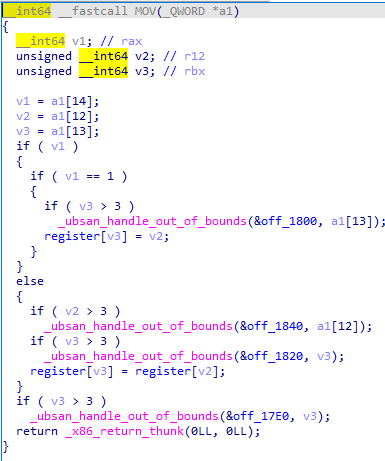 __int64 __fastcall MOV(_QWORD *a1)
{
  __int64 v1; // rax
  unsigned __int64 v2; // r12
  unsigned __int64 v3; // rbx

  v1 = a1[14];
  v2 = a1[12];
  v3 = a1[13];
  if ( v1 )
  {
    if ( v1 == 1 )
    {
      if ( v3 > 3 )
        _ubsan_handle_out_of_bounds(&off_1800, a1[13]);
      register[v3] = v2;
    }
  }
  else
  {
    if ( v2 > 3 )
      _ubsan_handle_out_of_bounds(&off_1840, a1[12]);
    if ( v3 > 3 )
      _ubsan_handle_out_of_bounds(&off_1820, v3);
    register[v3] = register[v2];
  }
  if ( v3 > 3 )
    _ubsan_handle_out_of_bounds(&off_17E0, v3);
  return _x86_return_thunk(0LL, 0LL);
}